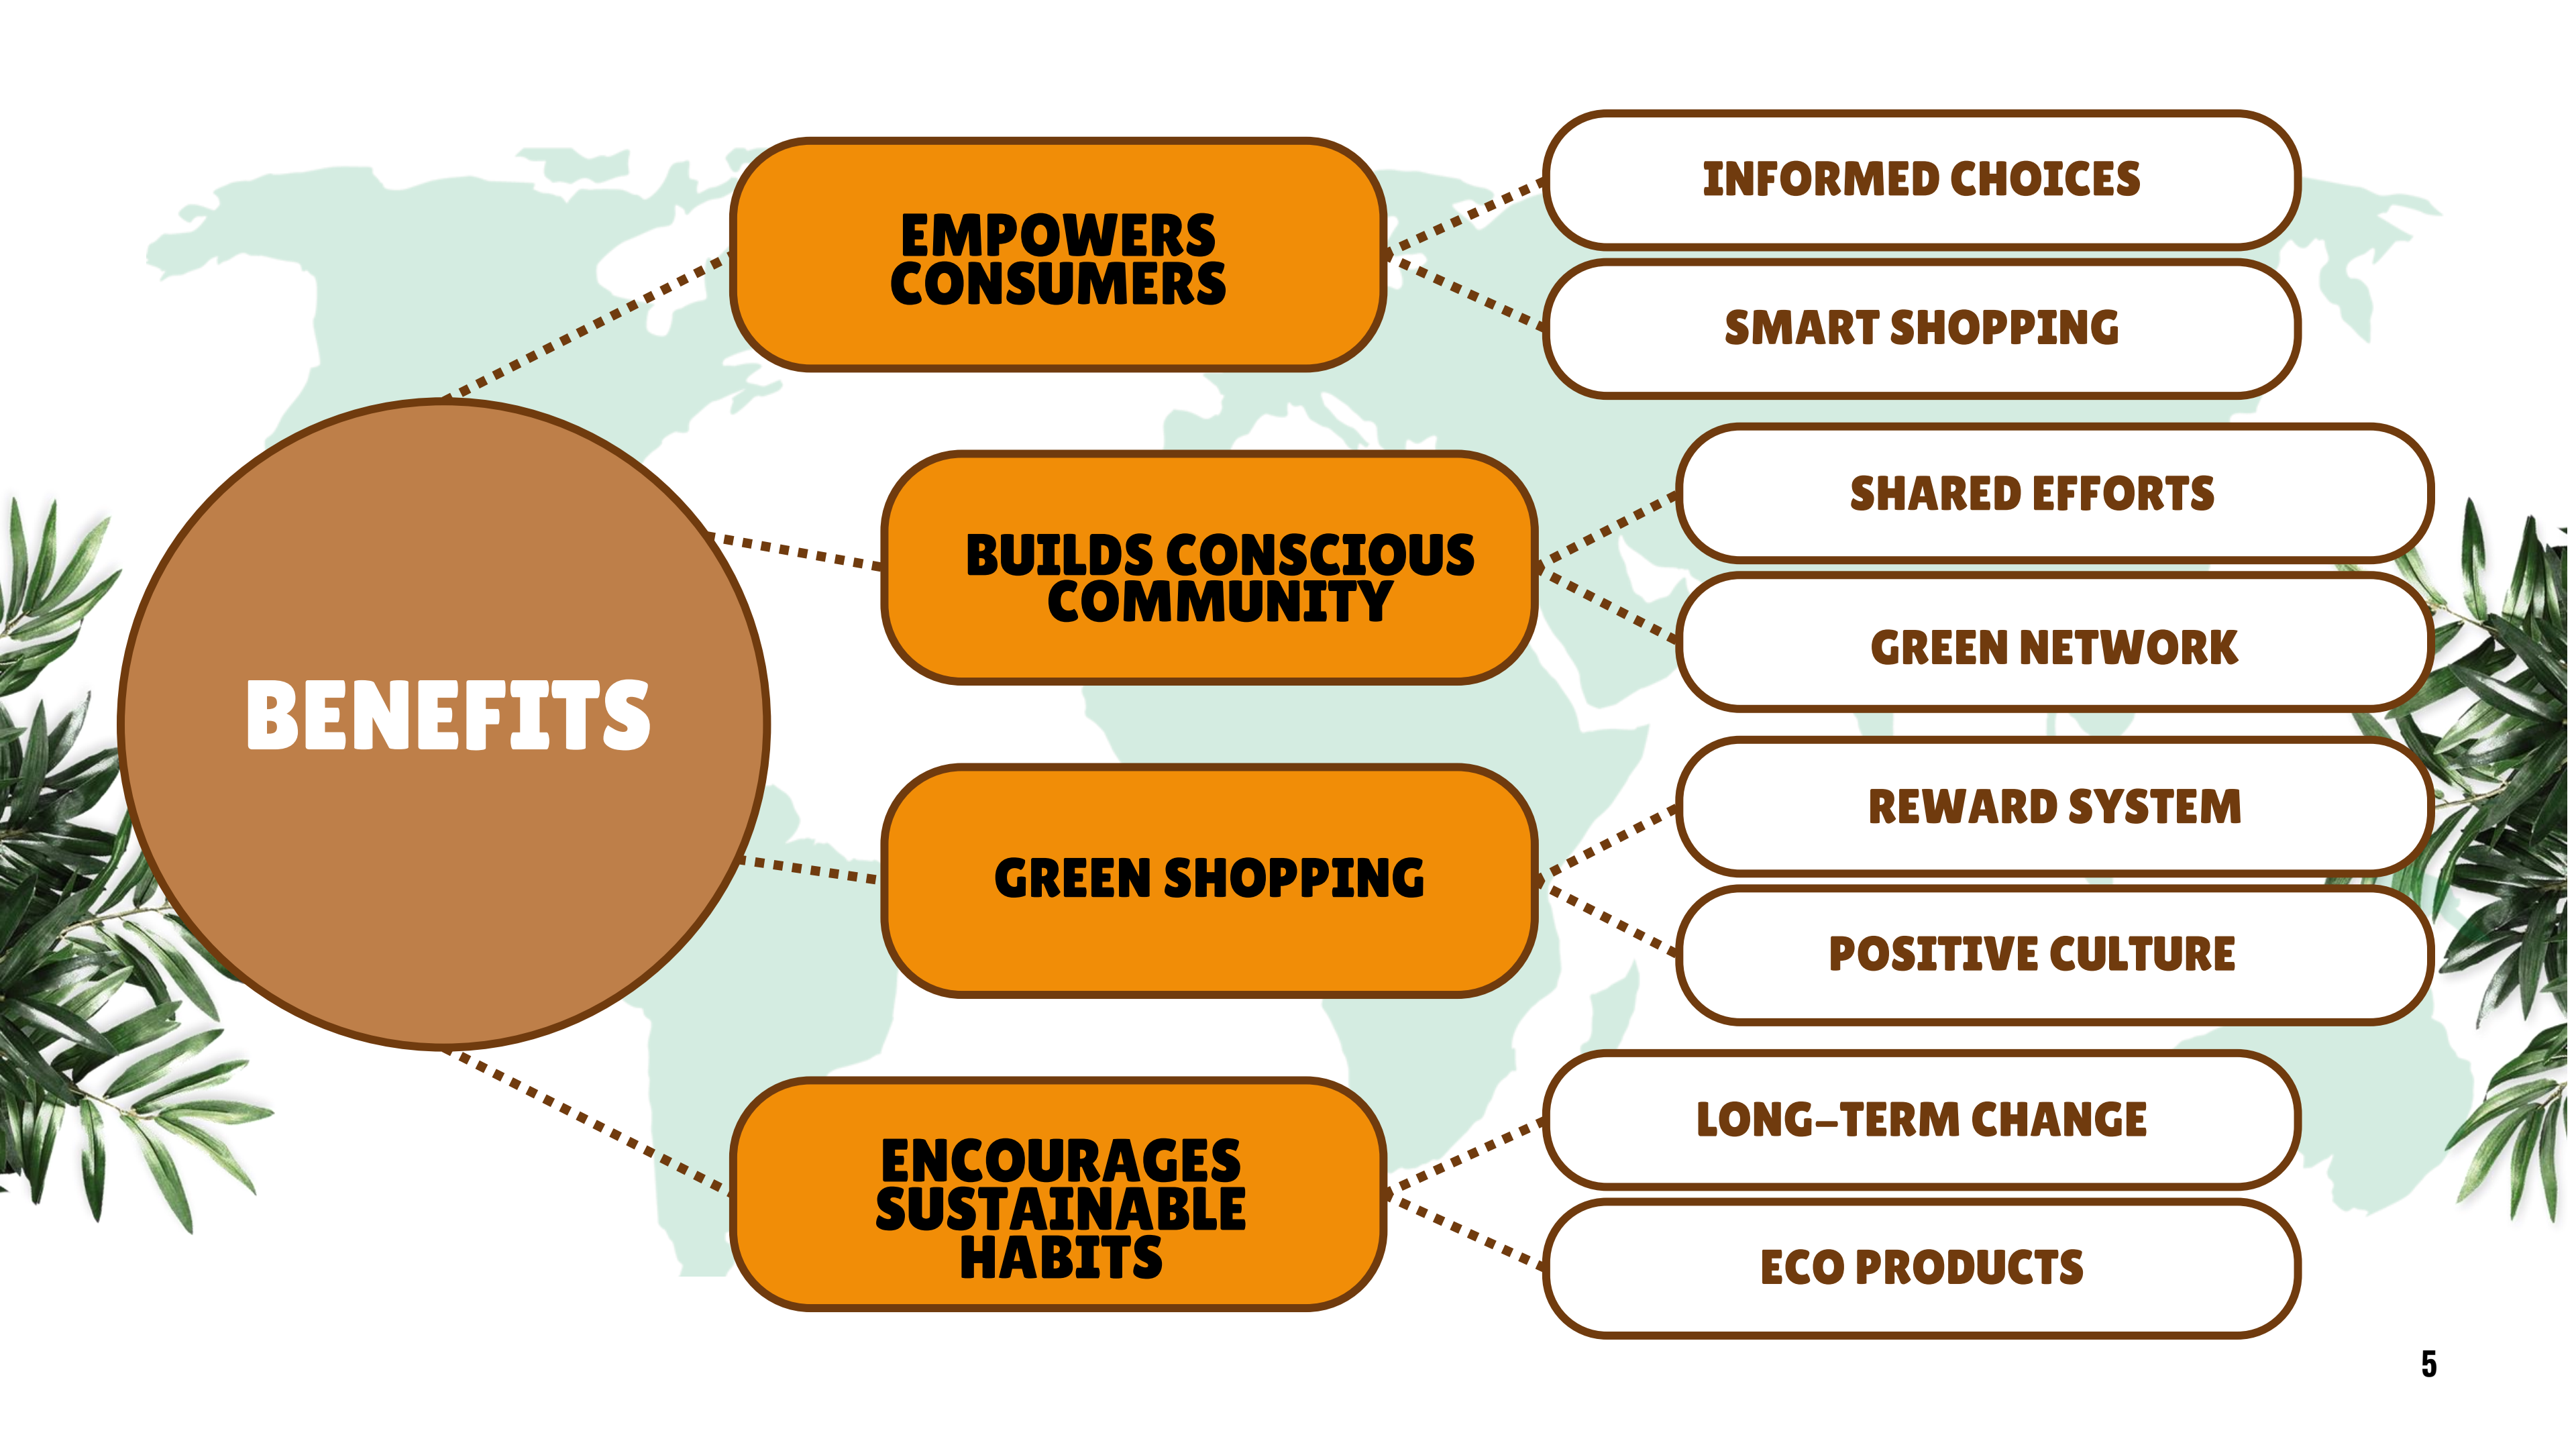 BENEFITS
EMPOWERS
CONSUMERS
INFORMED CHOICES
SMART SHOPPING
BUILDS CONSCIOUS
COMMUNITY
SHARED EFFORTS
GREEN NETWORK
GREEN SHOPPING
REWARD SYSTEM
POSITIVE CULTURE
ENCOURAGES
SUSTAINABLE
HABITS
LONG-TERM CHANGE
ECO PRODUCTS
5